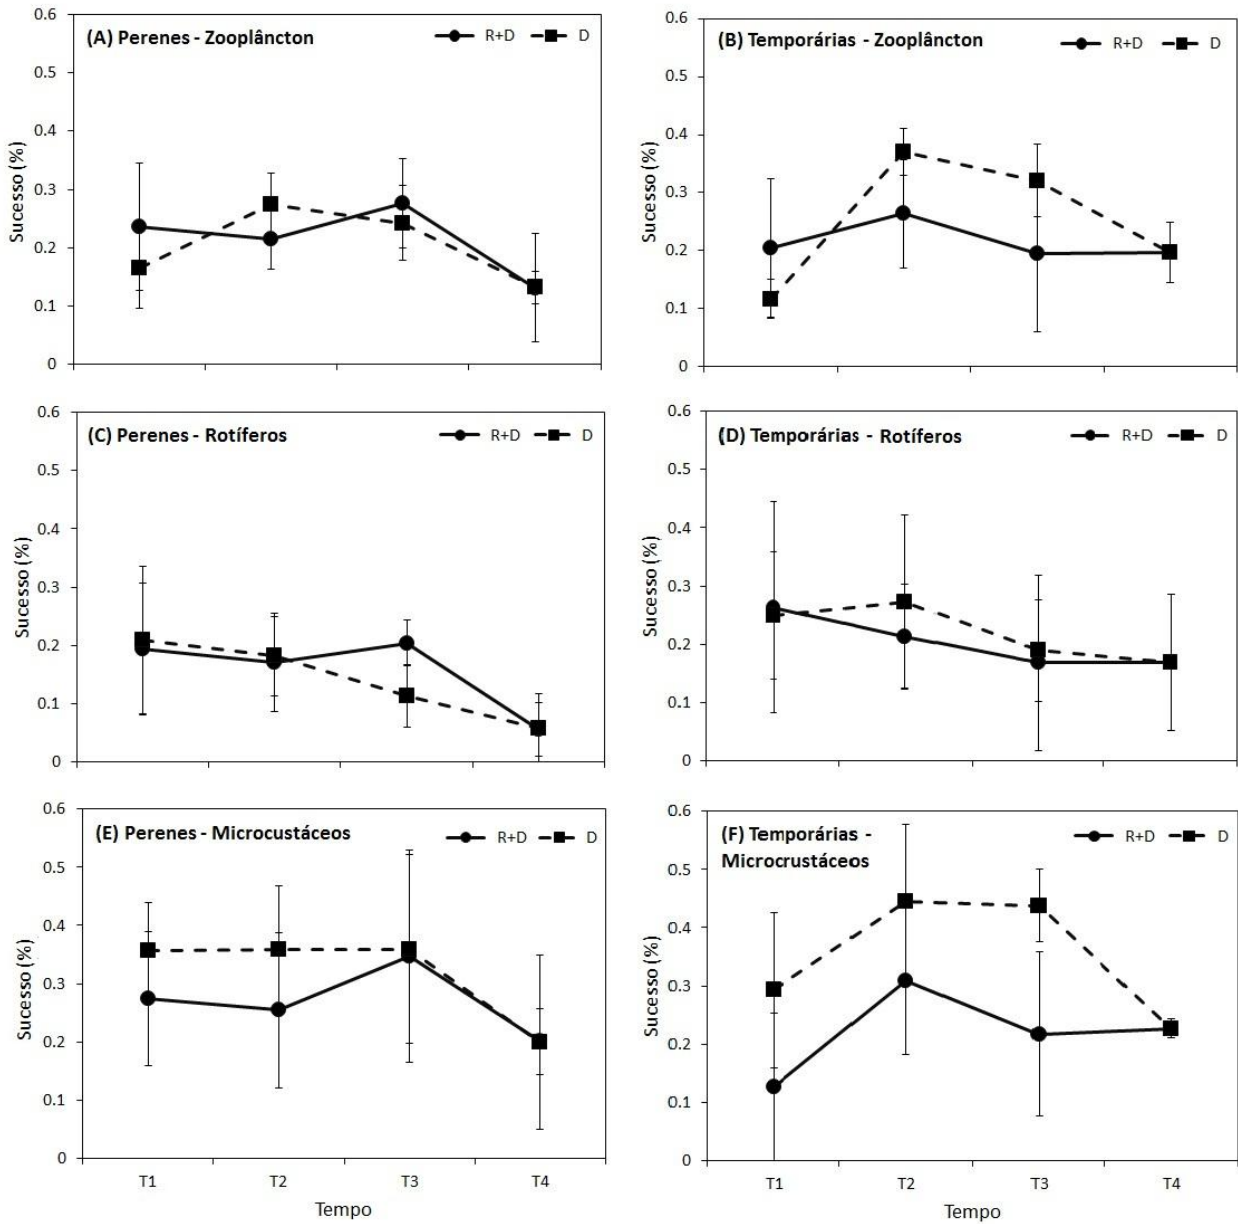 (A) Perenes - Zooplâncton
R+D D
Sucesso (%)
0.6
0.5
0.4
0.3
0.2
0.1
0
(B) Temporárias - Zooplâncton
R+D D
Sucesso (%)
0.6
0.5
0.4
0.3
0.2
0.1
0
(C) Perenes - Rotíferos
R+D D
Sucesso (%)
0.6
0.5
0.4
0.3
0.2
0.1
0
(D) Temporárias - Rotíferos
R+D D
Sucesso (%)
0.6
0.5
0.4
0.3
0.2
0.1
0
(E) Perenes - Microcustáceos
R+D D
Sucesso (%)
0.6
0.5
0.4
0.3
0.2
0.1
0
T1 T2 T3 T4
Tempo
(F) Temporárias -
Microcrustáceos
R+D D
Sucesso (%)
0.6
0.5
0.4
0.3
0.2
0.1
0
T1 T2 T3 T4
Tempo